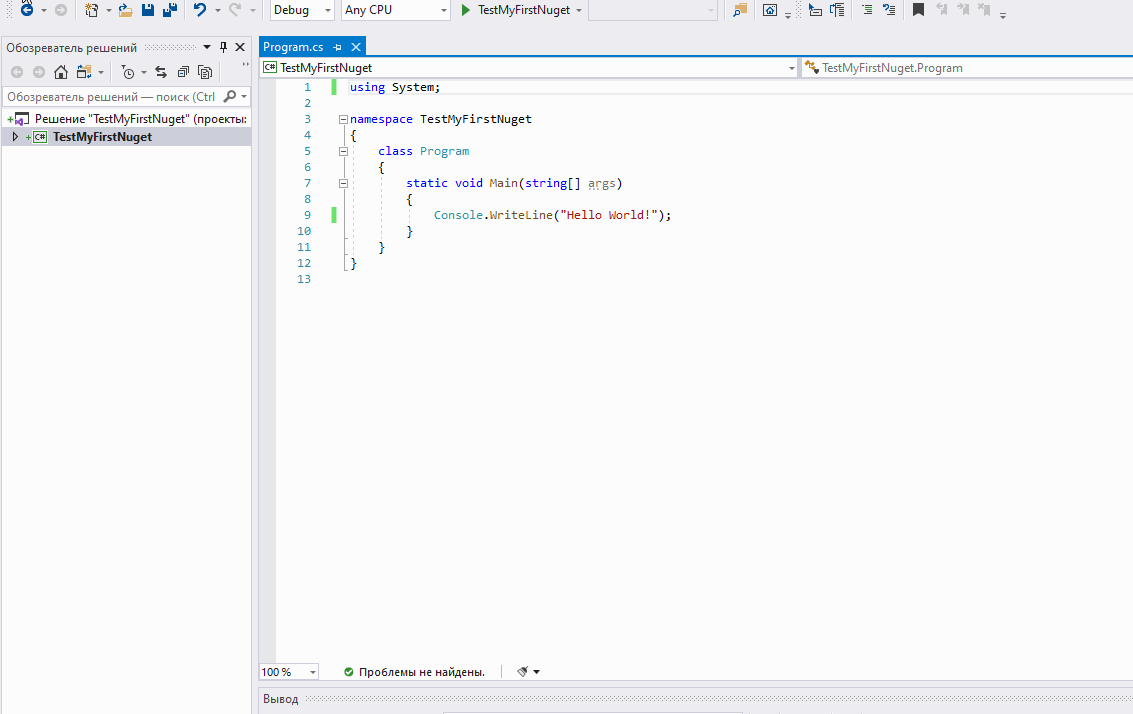 Debug Any CPU TestMyFirstNuget
Обозреватель решений
Program.cs
C# TestMyFirstNuget
TestMyFirstNuget.Program
Обозреватель решений — поиск (Ctrl
Решение "TestMyFirstNuget" (проекты:
C# TestMyFirstNuget
1 using System;
2
3 namespace TestMyFirstNuget
4 {
5 class Program
6 {
7 static void Main(string[] args)
8 {
9 Console.WriteLine("Hello World!");
10 }
11 }
12 }
13
100 % Проблемы не найдены.
Вывод